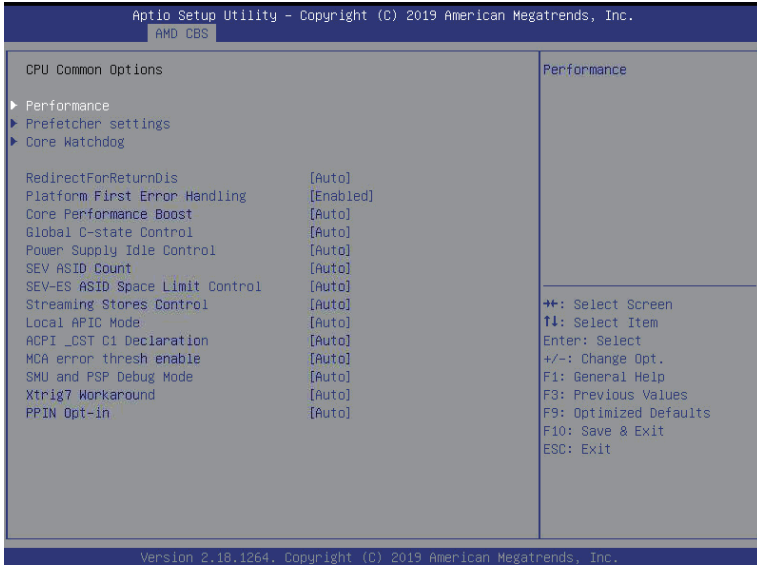 Aptio Setup Utility – Copyright (C) 2019 American Megatrends, Inc.
AMD CBS
CPU Common Options
Performance
Prefetcher settings
Core Watchdog
RedirectForReturnDis [Auto]
Platform First Error Handling [Enabled]
Core Performance Boost [Auto]
Global C-state Control [Auto]
Power Supply Idle Control [Auto]
SEV ASID Count [Auto]
SEV-ES ASID Space Limit Control [Auto]
Streaming Stores Control [Auto]
Local APIC Mode [Auto]
ACPI _CST C1 Declaration [Auto]
MCA error thresh enable [Auto]
SMU and PSP Debug Mode [Auto]
Xtrig7 Workaround [Auto]
PPIN Opt-in [Auto]
Performance
→←: Select Screen
↑↓: Select Item
Enter: Select
+/-: Change Opt.
F1: General Help
F3: Previous Values
F9: Optimized Defaults
F10: Save & Exit
ESC: Exit
Version 2.18.1264. Copyright (C) 2019 American Megatrends, Inc.